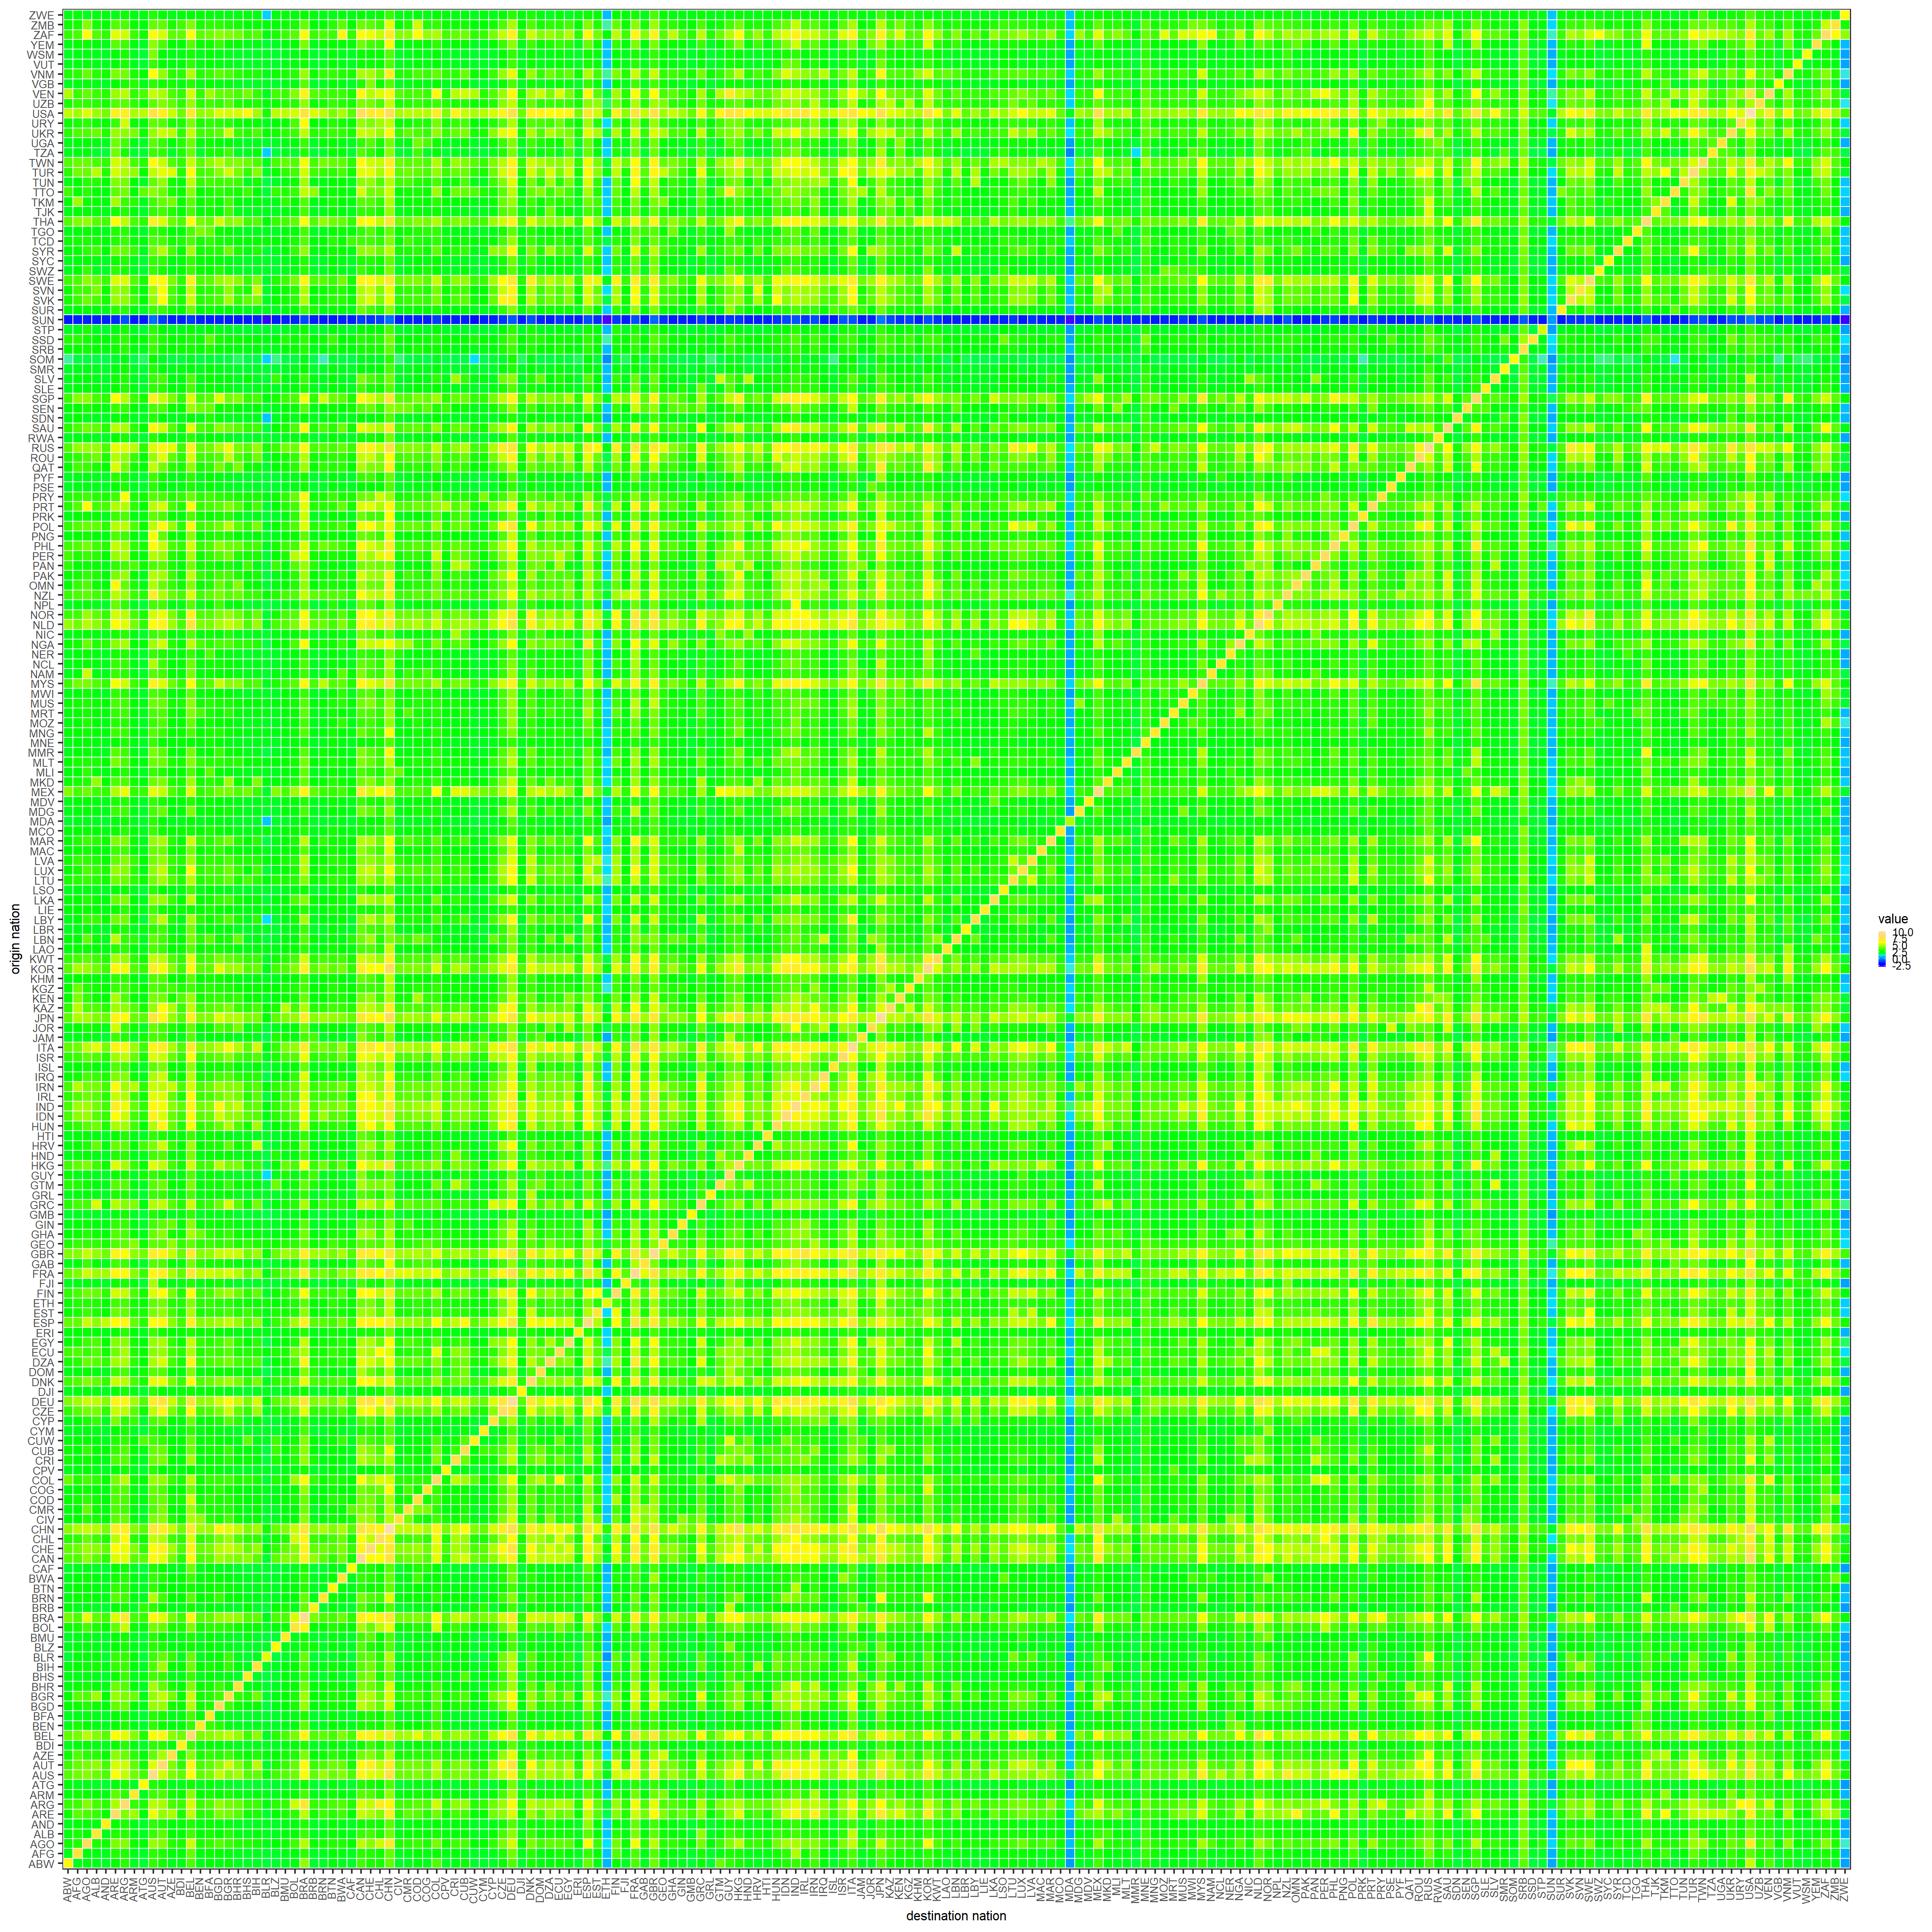 ZWE
ZMB
ZAF
YEM
WSM
VUT
VNM
VGB
VEN
UZB
USA
URY
UKR
UGA
TZA
TWN
TUR
TUN
TTO
TKM
TJK
THA
TGO
TCD
SYR
SYC
SWZ
SWE
SVN
SVK
SUR
SUN
STP
SSD
SRB
SOM
SMR
SLV
SLE
SGP
SEN
SDN
SAU
RWA
RUS
ROU
QAT
PYF
PSE
PRY
PRT
PRK
POL
PNG
PHL
PER
PAN
PAK
OMN
NZL
NPL
NOR
NLD
NIC
NGA
NER
NCL
NAM
MYS
MWI
MUS
MRT
MOZ
MNG
MNE
MMR
MLT
MLI
MKD
MEX
MDV
MDG
MDA
MCO
MAR
MAC
LVA
LUX
LTU
LSO
LKA
LIE
LBY
LBR
LBN
LAO
KWT
KOR
KHM
KGZ
KEN
KAZ
JPN
JOR
JAM
ITA
ISR
ISL
IRQ
IRN
IRL
IND
IDN
HUN
HTI
HRV
HND
HKG
GUY
GTM
GRL
GRC
GMB
GIN
GHA
GEO
GBR
GAB
FRA
FJI
FIN
ETH
EST
ESP
ERI
EGY
ECU
DZA
DOM
DNK
DJI
DEU
CZE
CYP
CYM
CUW
CUB
CRI
CPV
COL
COG
COD
CMR
CIV
CHN
CHL
CHE
CAN
CAF
BWA
BTN
BRN
BRB
BRA
BOL
BMU
BLZ
BLR
BIH
BHS
BHR
BGR
BGD
BFA
BEN
BEL
BDI
AZE
AUT
AUS
ATG
ARM
ARG
ARE
AND
ALB
AGO
AFG
ABW
origin nation
ABW AFG AGO ALB AND ARE ARG ARM ATG AUS AUT AZE BDI BEL BEN BFA BGD BGR BHR BHS BIH BLR BLZ BMU BOL BRA BRB BRN BTN BWA CAF CAN CHE CHL CHN CIV CMR COD COG COL CPV CRI CUB CUW CYM CYP CZE DEU DJI DNK DOM DZA ECU EGY ERI ESP EST ETH FIN FJI FRA GAB GBR GEO GHA GIN GMB GRC GRL GTM GUY HKG HND HRV HTI HUN IDN IND IRL IRN IRQ ISL ISR ITA JAM JOR JPN KAZ KEN KGZ KHM KOR KWT LAO LBN LBR LBY LIE LKA LSO LTU LUX LVA MAC MAR MCO MDA MDG MDV MEX MKD MLI MLT MMR MNE MNG MOZ MRT MUS MWI MYS NAM NCL NER NGA NIC NLD NOR NPL NZL OMN PAK PAN PER PHL PNG POL PRK PRT PRY PSE PYF QAT ROU RUS RWA SAU SDN SEN SGP SLE SLV SMR SOM SRB SSD STP SUN SUR SVK SVN SWE SWZ SYC SYR TCD TGO THA TJK TKM TTO TUN TUR TWN TZA UGA UKR URY USA UZB VEN VGB VNM VUT WSM YEM ZAF ZMB ZWE
destination nation
value
10.0
7.5
5.0
2.5
0.0
-2.5